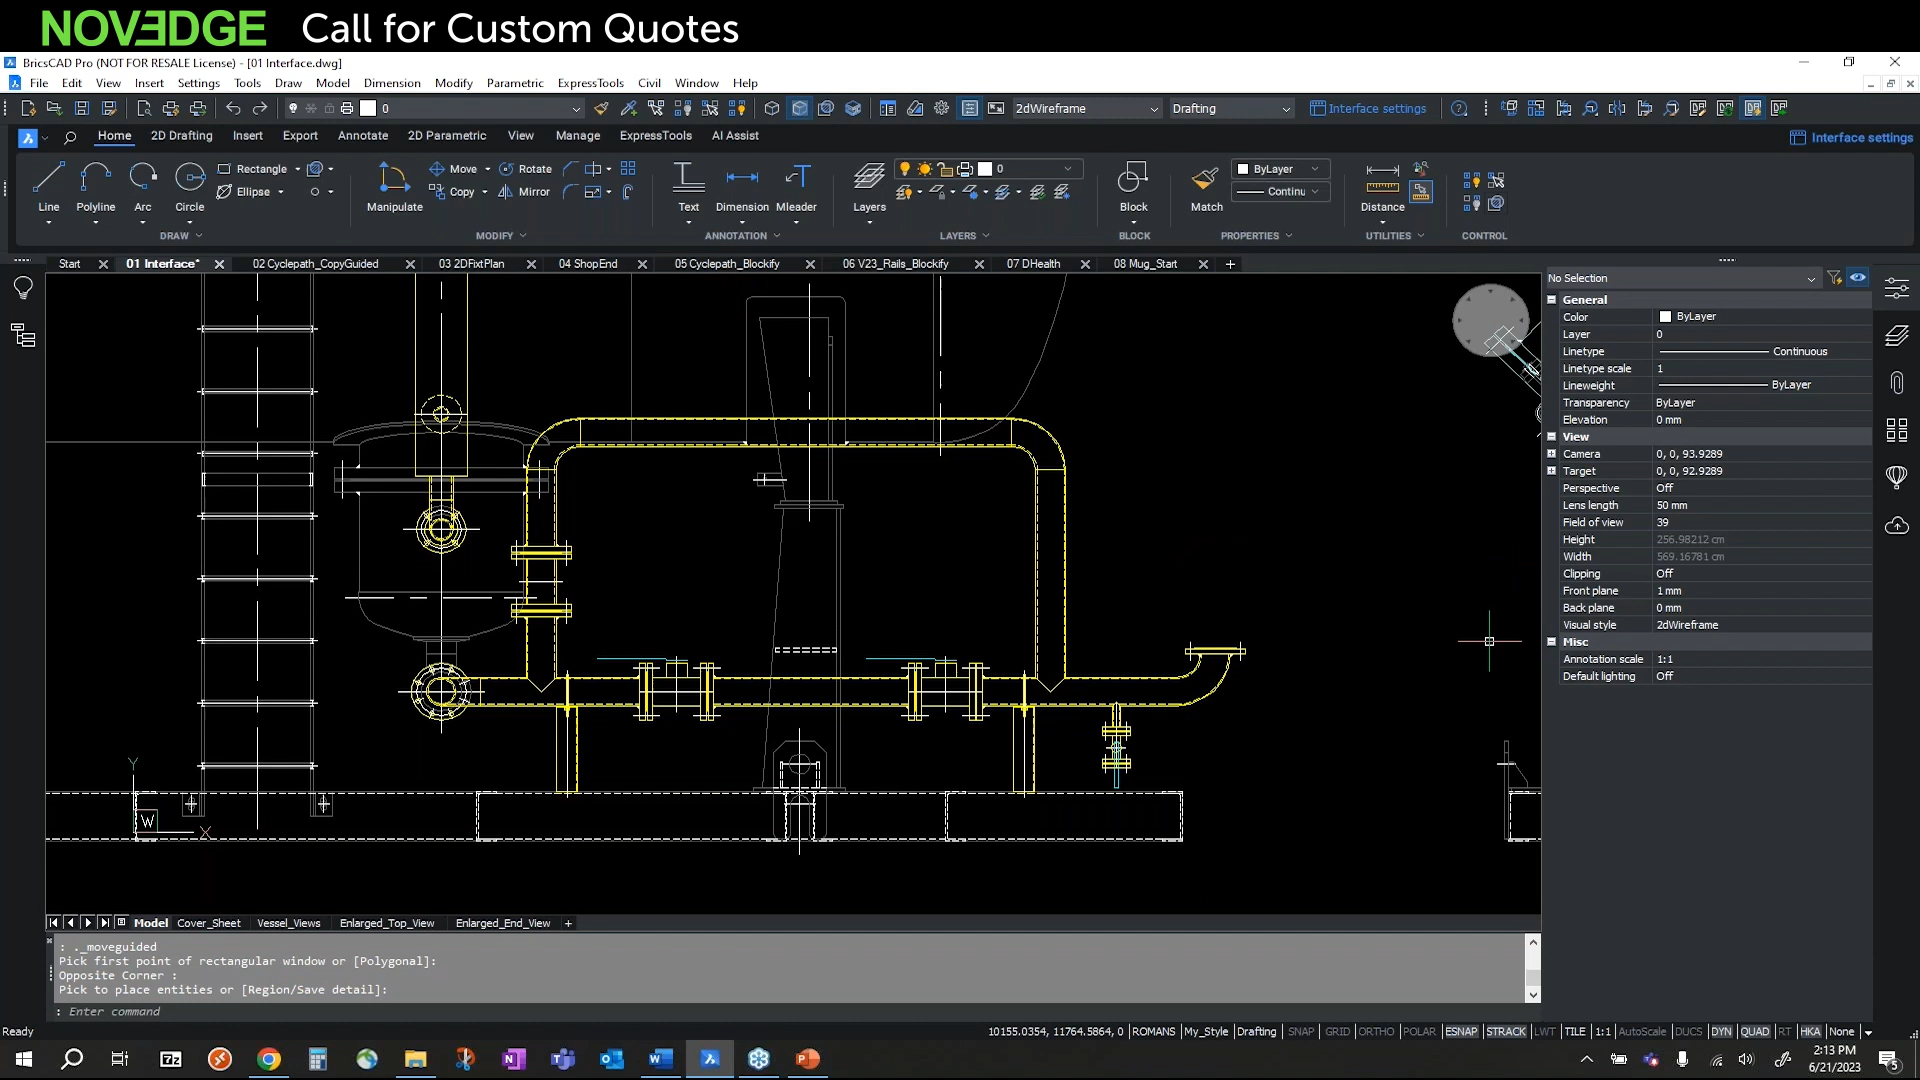 NOVEDGE Call for Custom Quotes
BricsCAD Pro (NOT FOR RESALE License) - [01 Interface.dwg]
File Edit View Insert Settings Tools Draw Model Dimension Modify Parametric ExpressTools Civil Window Help
0 2dWireframe Drafting Interface settings
Home 2D Drafting Insert Export Annotate 2D Parametric View Manage ExpressTools AI Assist Interface settings
Rectangle Move Rotate 0 ByLayer
Ellipse Copy Mirror Continu
Line Polyline Arc Circle Manipulate Text Dimension Mleader Layers Block Match Distance
DRAW MODIFY ANNOTATION LAYERS BLOCK PROPERTIES UTILITIES CONTROL
Start 01 Interface* 02 Cyclepath_CopyGuided 03 2DFixtPlan 04 ShopEnd 05 Cyclepath_Blockify 06 V23_Rails_Blockify 07 DHealth 08 Mug_Start
No Selection
General
Color ByLayer
Layer 0
Linetype Continuous
Linetype scale 1
Lineweight ByLayer
Transparency ByLayer
Elevation 0 mm
View
Camera 0, 0, 93.9289
Target 0, 0, 92.9289
Perspective Off
Lens length 50 mm
Field of view 39
Height 256.98212 cm
Width 569.16781 cm
Clipping Off
Front plane 1 mm
Back plane 0 mm
Visual style 2dWireframe
Misc
Annotation scale 1:1
Default lighting Off
Y
W
X
Model Cover_Sheet Vessel_Views Enlarged_Top_View Enlarged_End_View +
: ._moveguided
Pick first point of rectangular window or [Polygonal]:
Opposite Corner :
Pick to place entities or [Region/Save detail]:
: Enter command
Ready 10155.0354, 11764.5864, 0 ROMANS My_Style Drafting SNAP GRID ORTHO POLAR ESNAP STRACK LWT TILE 1:1 AutoScale DUCS DYN QUAD RT HKA None
2:13 PM
6/21/2023
5